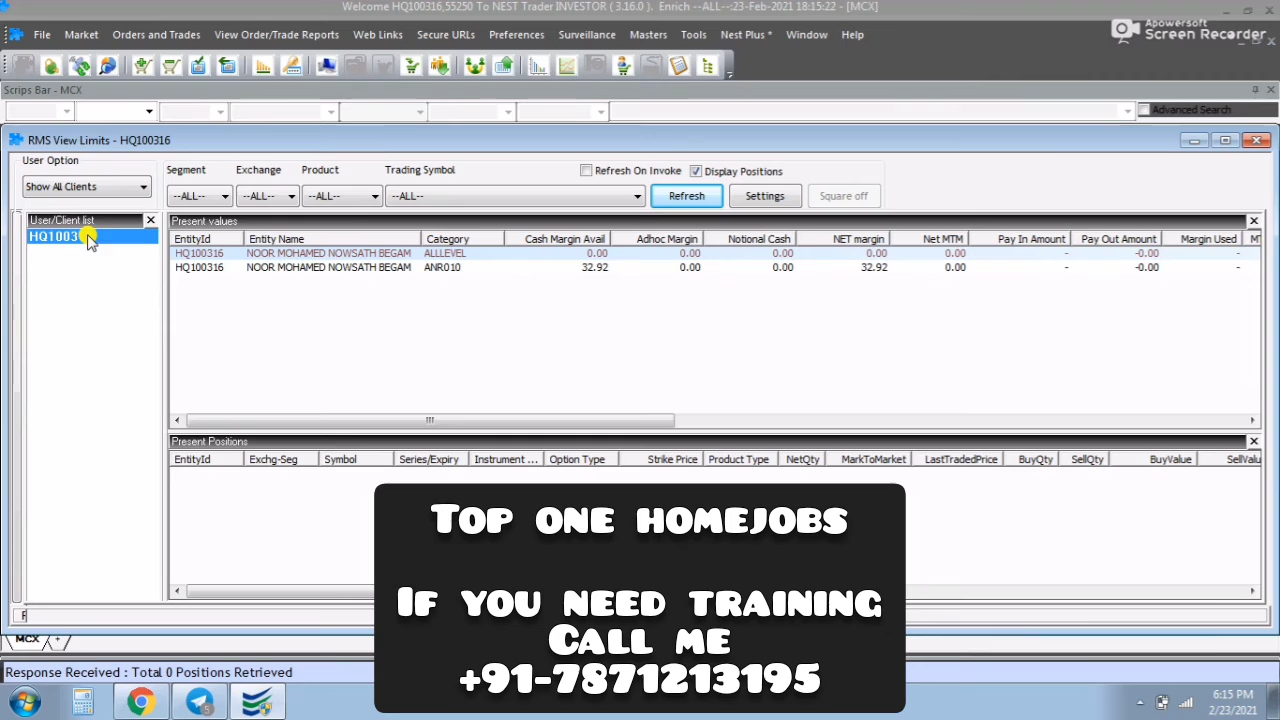 Welcome HQ100316,55250 To NEST Trader INVESTOR ( 3.16.0 ). Enrich --ALL--:23-Feb-2021 18:15:22 - [MCX]
File Market Orders and Trades View Order/Trade Reports Web Links Secure URLs Preferences Surveillance Masters Tools Nest Plus * Window Help
Apowersoft
Screen Recorder
Scrips Bar - MCX
Advanced Search
RMS View Limits - HQ100316
User Option
Show All Clients
Segment Exchange Product Trading Symbol Refresh On Invoke Display Positions
--ALL-- --ALL-- --ALL-- --ALL-- Refresh Settings Square off
User/Client list
HQ1003
Present values
EntityId Entity Name Category Cash Margin Avail Adhoc Margin Notional Cash NET margin Net MTM Pay In Amount Pay Out Amount Margin Used MT
HQ100316 NOOR MOHAMED NOWSATH BEGAM ALLLEVEL 0.00 0.00 0.00 0.00 0.00 - -0.00 -
HQ100316 NOOR MOHAMED NOWSATH BEGAM ANR010 32.92 0.00 0.00 32.92 0.00 - -0.00 -
Present Positions
EntityId Exchg-Seg Symbol Series/Expiry Instrument ... Option Type Strike Price Product Type NetQty MarkToMarket LastTradedPrice BuyQty SellQty BuyValue SellValu
Top one homejobs
If you need training
Call me
+91-7871213195
MCX +
Response Received : Total 0 Positions Retrieved
6:15 PM
2/23/2021